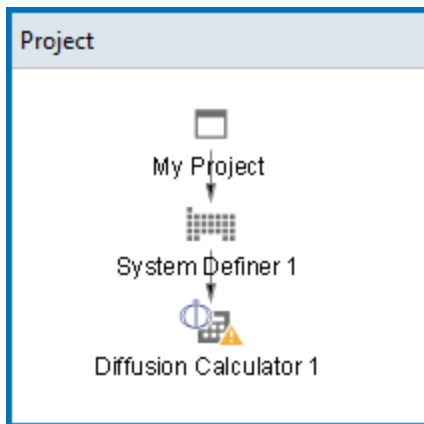 Project
My Project
System Definer 1
Diffusion Calculator 1